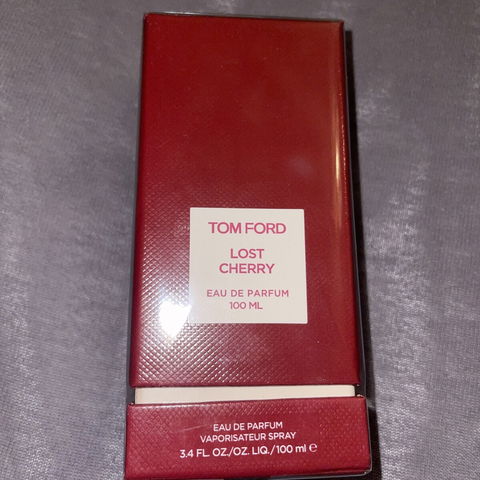 TOM FORD
LOST
CHERRY
EAU DE PARFUM
100 ML
EAU DE PARFUM
VAPORISATEUR SPRAY
3.4 FL. OZ./OZ. LIQ./100 ml ℮